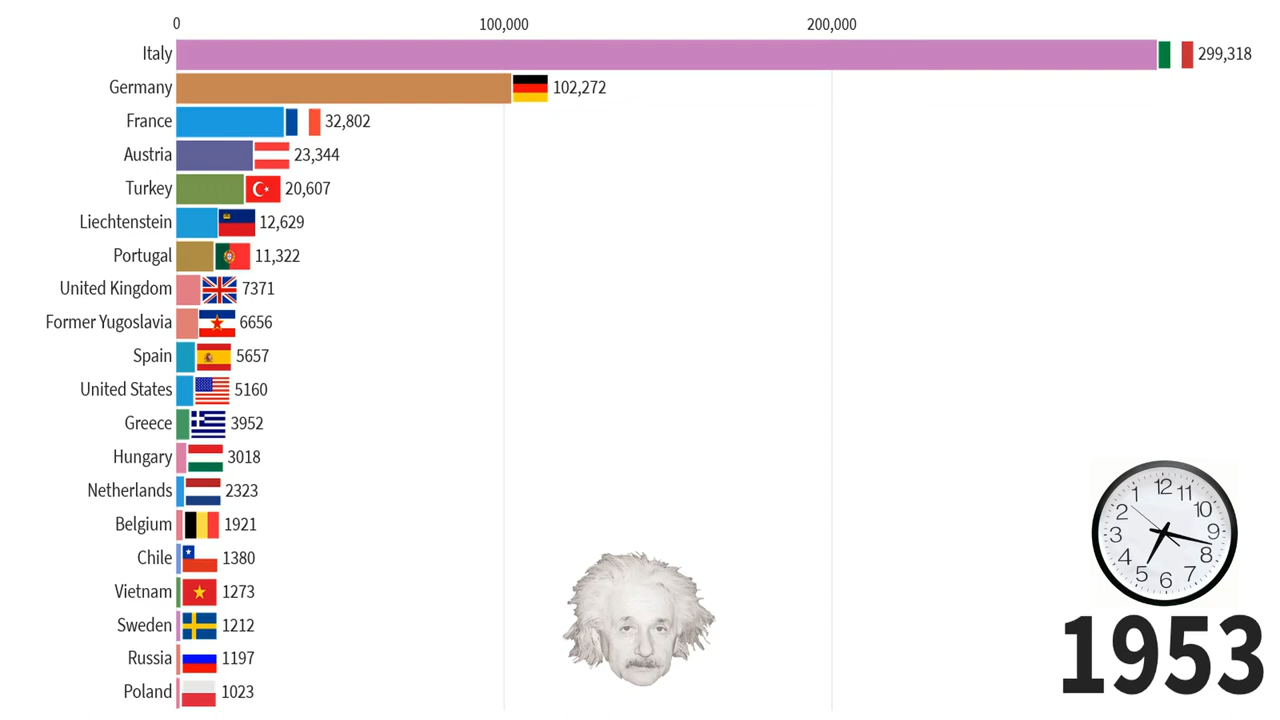 0 100,000 200,000
Italy 299,318
Germany 102,272
France 32,802
Austria 23,344
Turkey 20,607
Liechtenstein 12,629
Portugal 11,322
United Kingdom 7371
Former Yugoslavia 6656
Spain 5657
United States 5160
Greece 3952
Hungary 3018
Netherlands 2323
Belgium 1921
Chile 1380
Vietnam 1273
Sweden 1212
Russia 1197
Poland 1023
12 11
1 10
2 9
3 8
4 7
5 6
1953